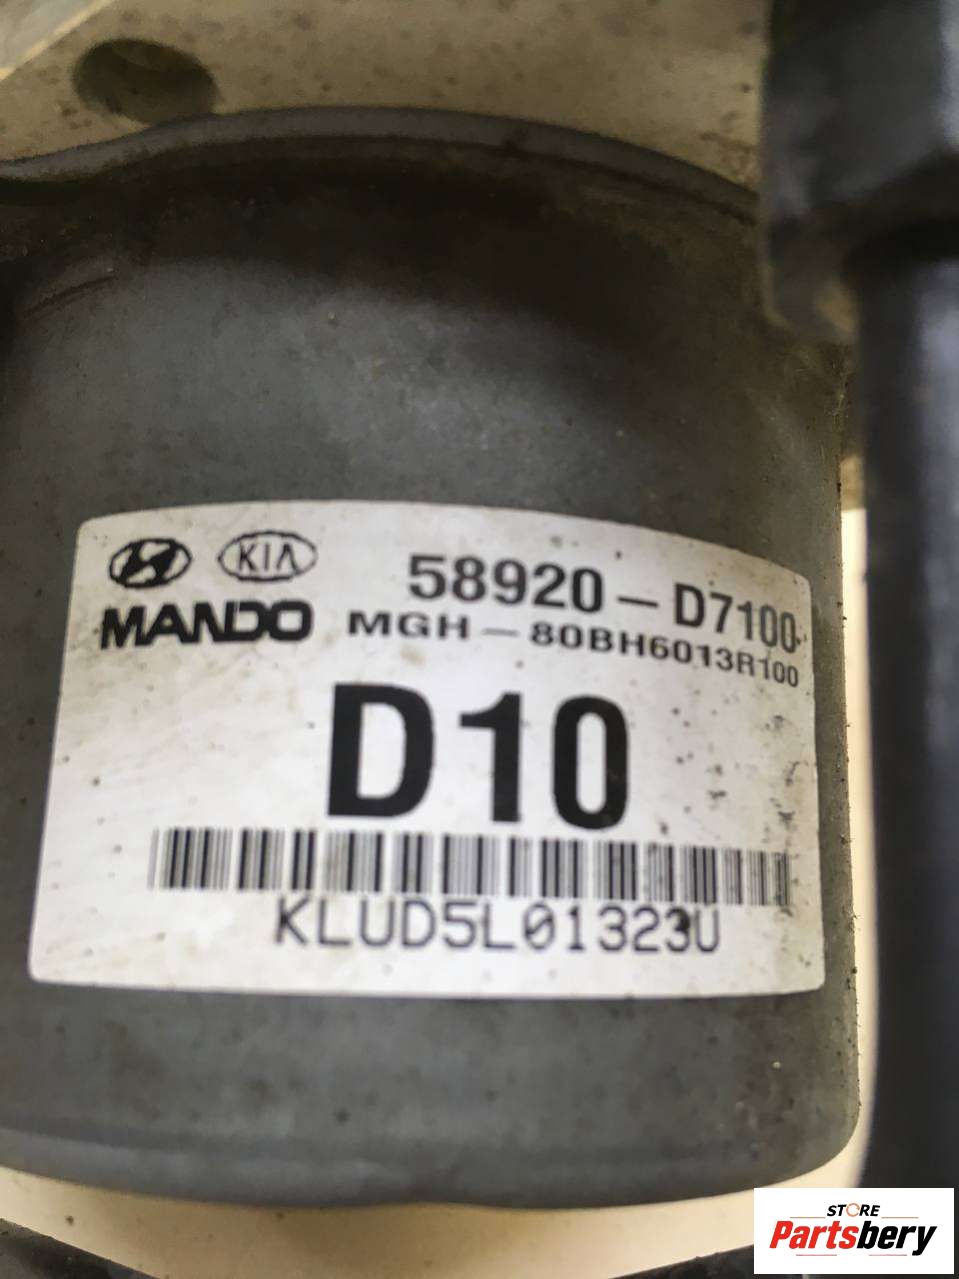 KIA 58920-D7100
MANDO MGH-80BH6013R100
D10
KLUD5L01323U
STORE
Partsbery